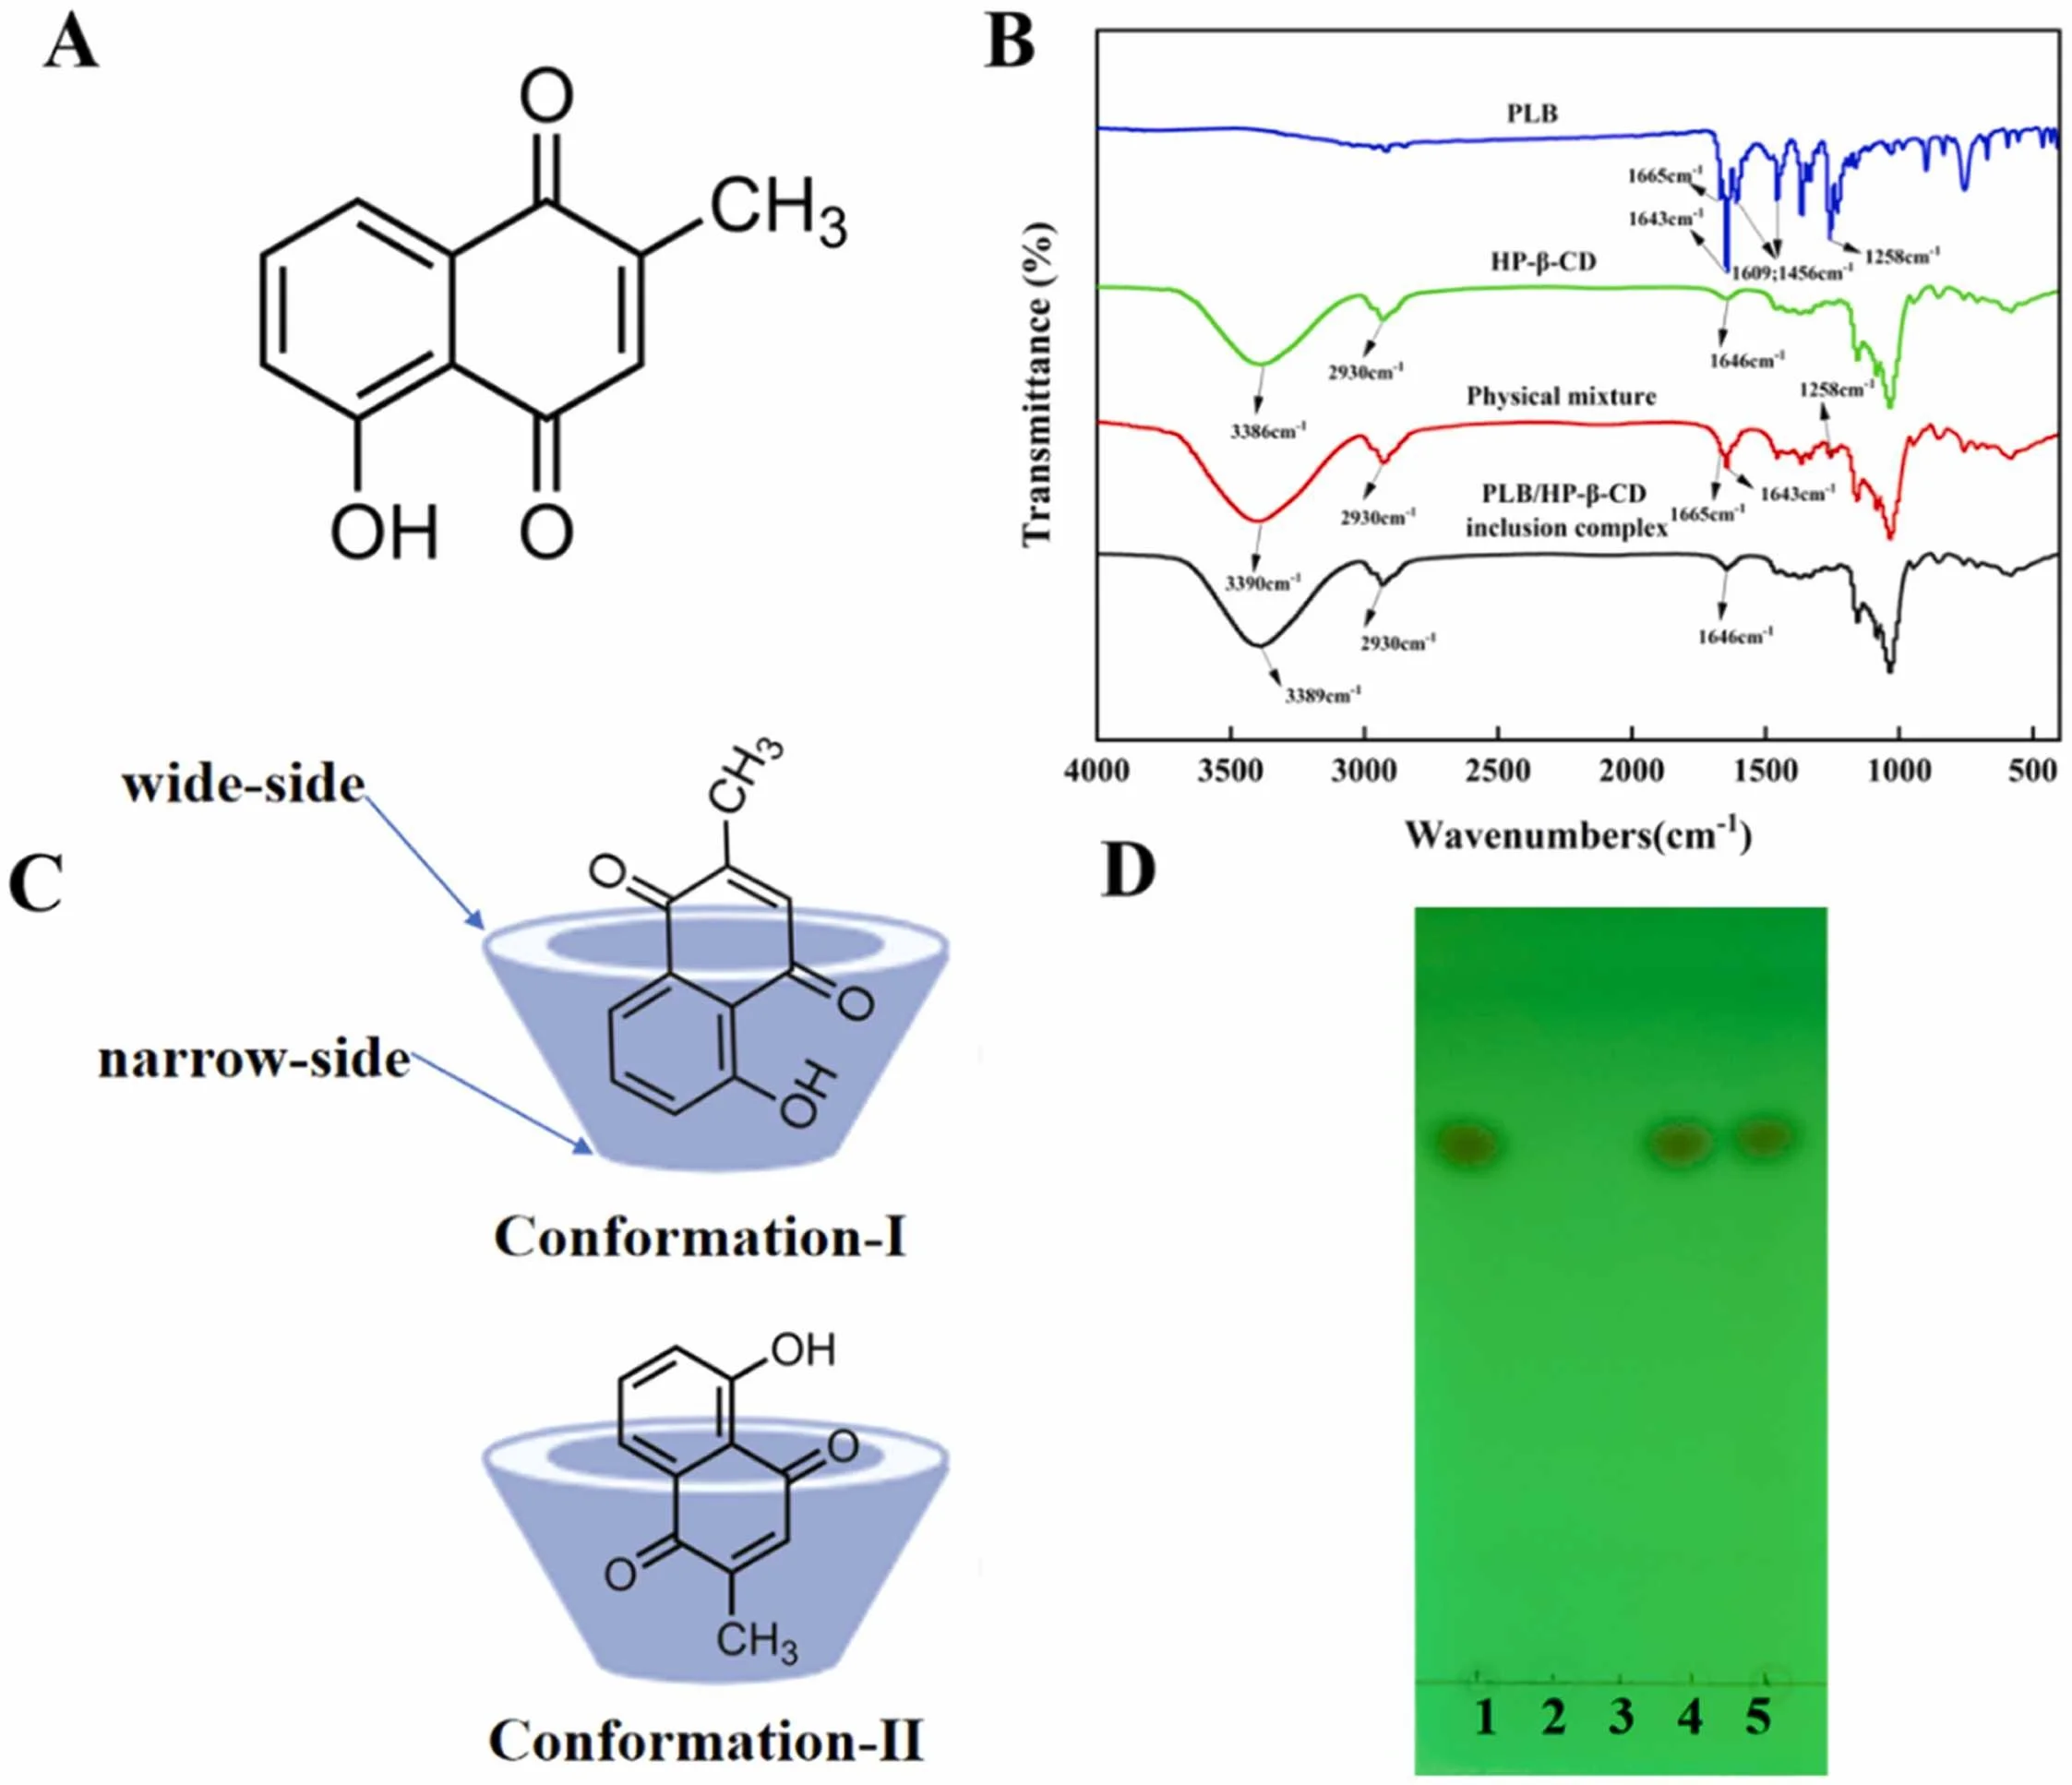 A
O
CH3
OH
O
B
Transmittance (%)
PLB
1665cm-1
1643cm-1
1609;1456cm-1
1258cm-1
HP-β-CD
2930cm-1
3386cm-1
1646cm-1
Physical mixture
1258cm-1
2930cm-1
3390cm-1
1665cm-1
1643cm-1
PLB/HP-β-CD
inclusion complex
2930cm-1
3389cm-1
1646cm-1
4000 3500 3000 2500 2000 1500 1000 500
Wavenumbers(cm-1)
C
wide-side
narrow-side
CH3
O
O
OH
Conformation-I
OH
O
O
CH3
Conformation-II
D
1 2 3 4 5